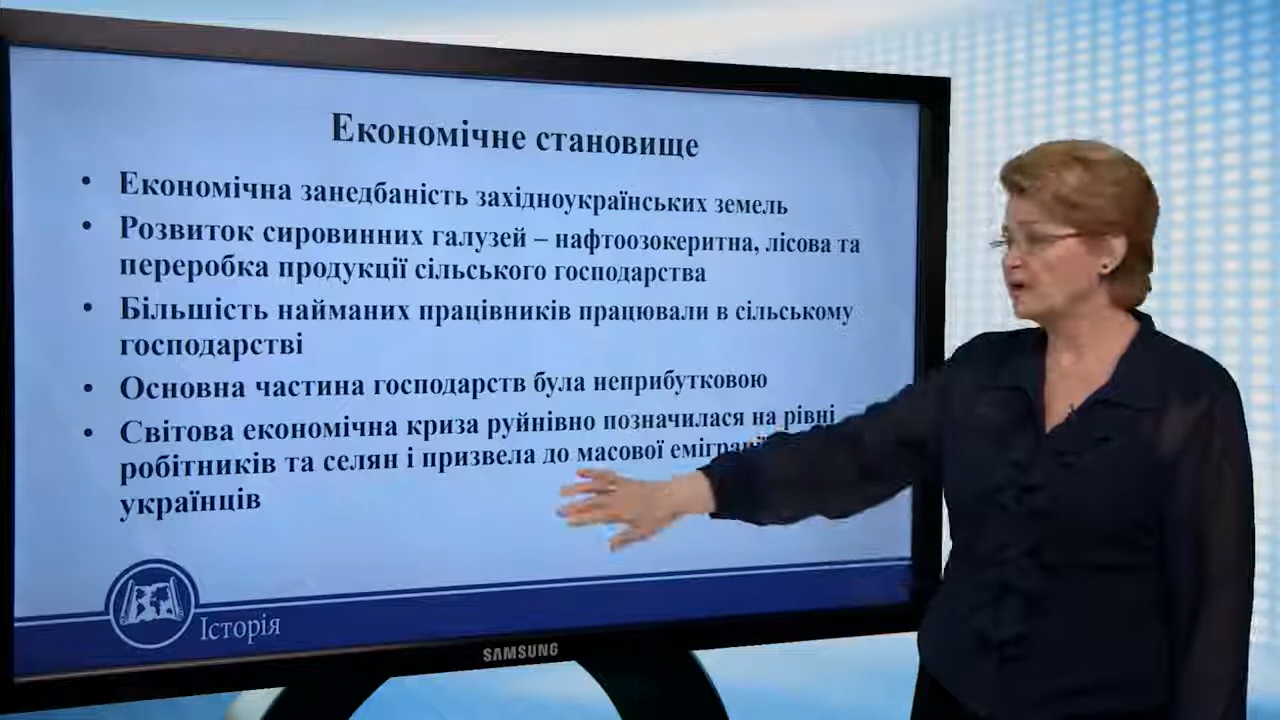 Економічне становище
• Економічна занедбаність західноукраїнських земель
• Розвиток сировинних галузей – нафтоозокеритна, лісова та
переробка продукції сільського господарства
• Більшість найманих працівників працювали в сільському
господарстві
• Основна частина господарств була неприбутковою
• Світова економічна криза руйнівно позначилася на рівні
робітників та селян і призвела до масової
українців
Історія
SAMSUNG